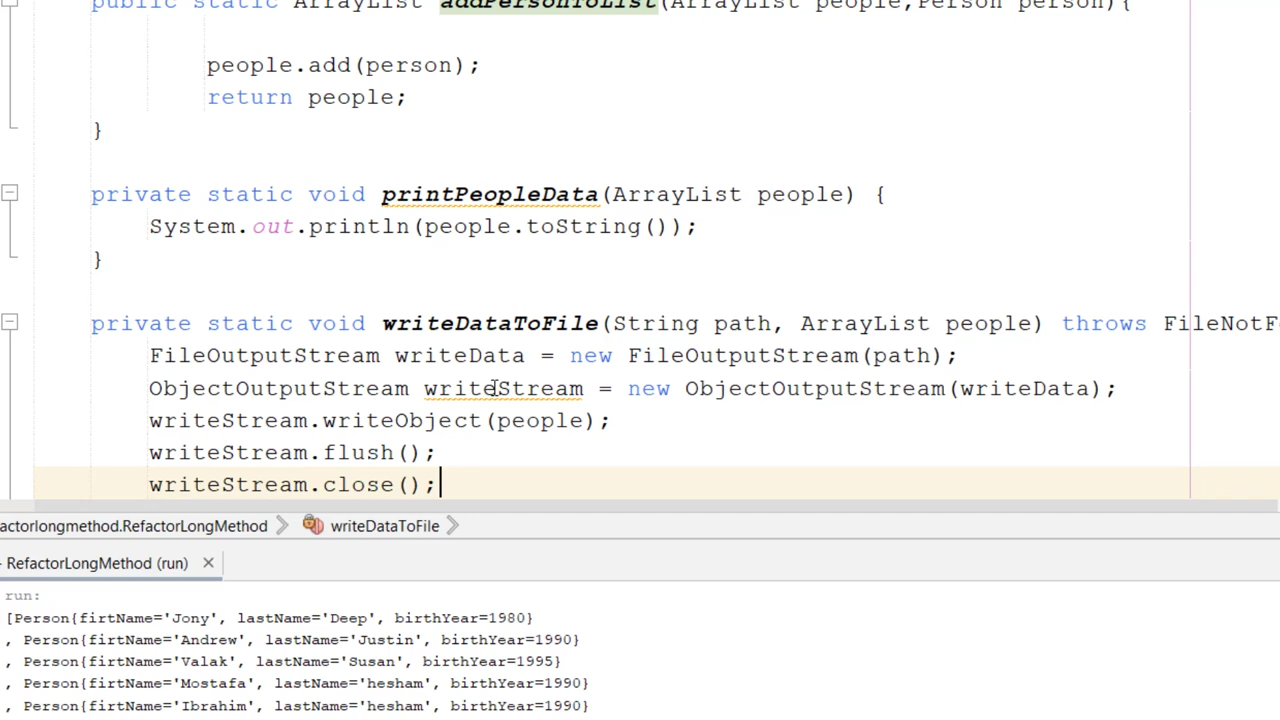 public static ArrayList addPersonToList(ArrayList people,Person person){
people.add(person);
return people;
}
private static void printPeopleData(ArrayList people) {
System.out.println(people.toString());
}
private static void writeDataToFile(String path, ArrayList people) throws FileNotF
FileOutputStream writeData = new FileOutputStream(path);
ObjectOutputStream writeStream = new ObjectOutputStream(writeData);
writeStream.writeObject(people);
writeStream.flush();
writeStream.close();
actorlongmethod.RefactorLongMethod writeDataToFile
- RefactorLongMethod (run)
run:
[Person{firtName='Jony', lastName='Deep', birthYear=1980}
, Person{firtName='Andrew', lastName='Justin', birthYear=1990}
, Person{firtName='Valak', lastName='Susan', birthYear=1995}
, Person{firtName='Mostafa', lastName='hesham', birthYear=1990}
, Person{firtName='Ibrahim', lastName='hesham', birthYear=1990}